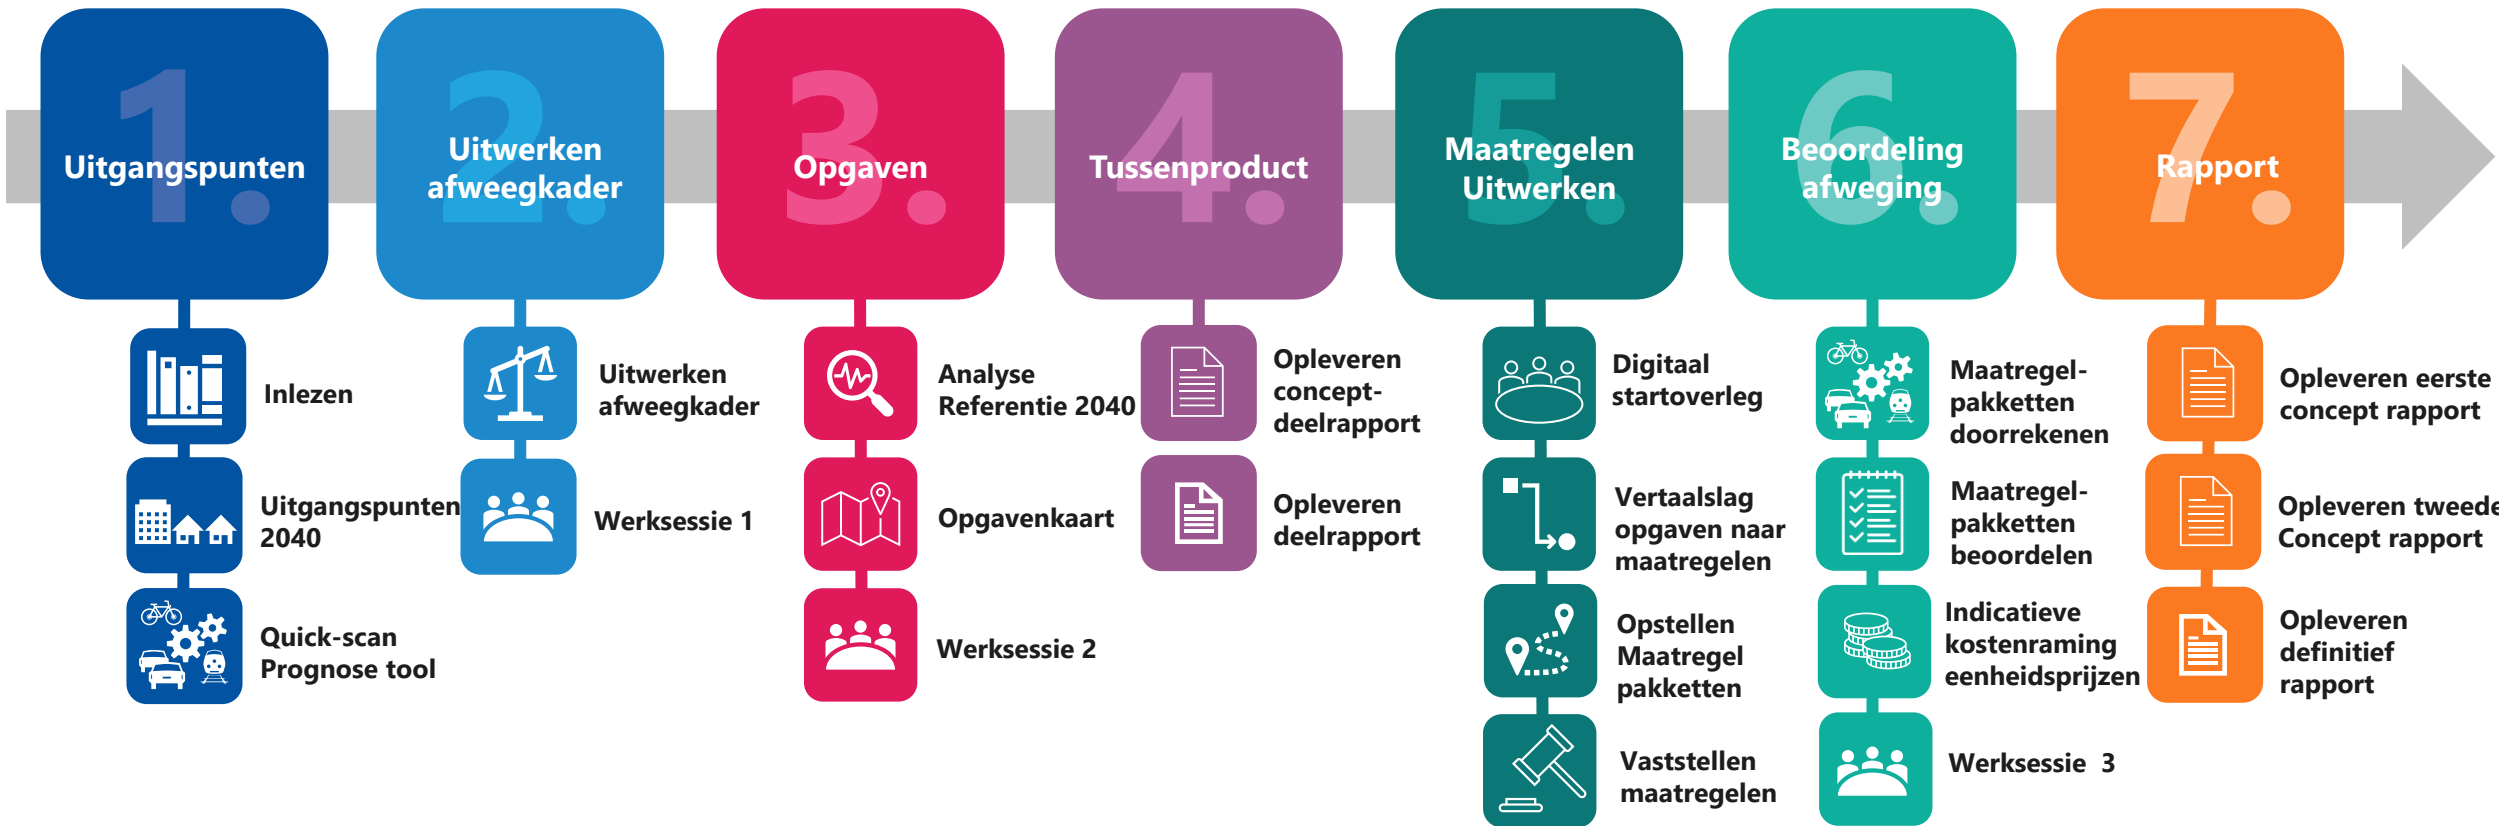 1.
Uitgangspunten
Inlezen
Uitgangspunten
2040
Quick-scan
Prognose tool
2.
Uitwerken
afweegkader
Uitwerken
afweegkader
Werksessie 1
3.
Opgaven
Analyse
Referentie 2040
Opgavenkaart
Werksessie 2
4.
Tussenproduct
Opleveren
concept-
deelrapport
Opleveren
deelrapport
5.
Maatregelen
Uitwerken
Digitaal
startoverleg
Vertaalslag
opgaven naar
maatregelen
Opstellen
Maatregel
pakketten
Vaststellen
maatregelen
6.
Beoordeling
afweging
Maatregel-
pakketten
doorrekenen
Maatregel-
pakketten
beoordelen
Indicatieve
kostenraming
eenheidsprijzen
Werksessie 3
7.
Rapport
Opleveren eerste
concept rapport
Opleveren tweede
Concept rapport
Opleveren
definitief
rapport